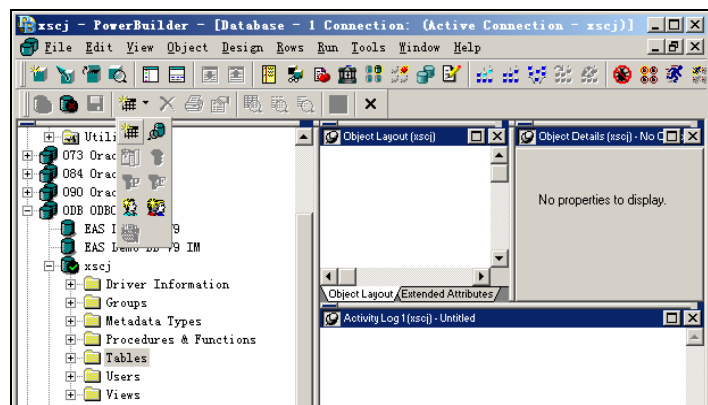 xscj - PowerBuilder - [Database - 1 Connection: (Active Connection - xscj)]
File Edit View Object Design Rows Run Tools Window Help
Utili
073 Orac
084 Orac
090 Orac
ODB ODBC
EAS
V9
EAS Demo DB V9 IM
xscj
Driver Information
Groups
Metadata Types
Procedures & Functions
Tables
Users
Views
Object Layout (xscj)
Object Layout Extended Attributes
Object Details (xscj) - No
No properties to display.
Activity Log 1 (xscj) - Untitled